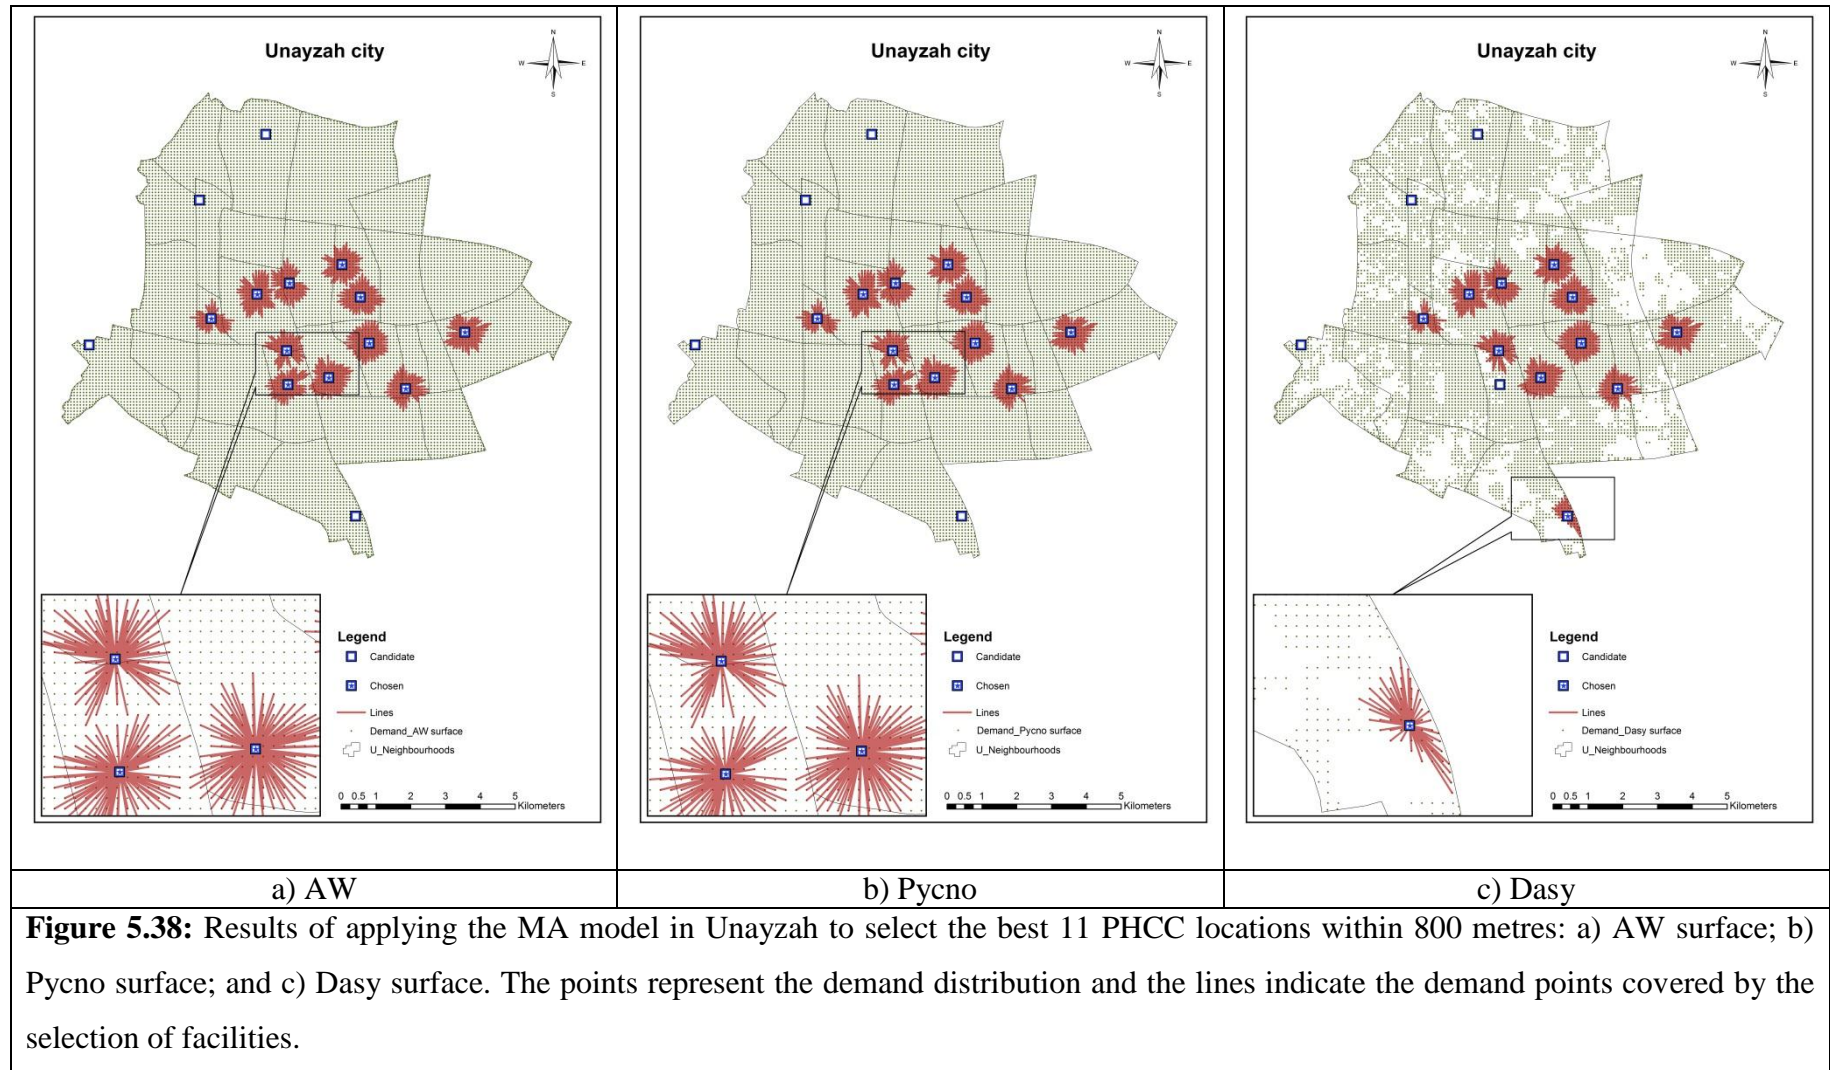 Unayzah city
N
W E
S
Legend
Candidate
Chosen
Lines
Demand_AW surface
U_Neighbourhoods
0 0.5 1 2 3 4 5
Kilometers
Unayzah city
N
W E
S
Legend
Candidate
Chosen
Lines
Demand_Pycno surface
U_Neighbourhoods
0 0.5 1 2 3 4 5
Kilometers
Unayzah city
N
W E
S
Legend
Candidate
Chosen
Lines
Demand_Dasy surface
U_Neighbourhoods
0 0.5 1 2 3 4 5
Kilometers
a) AW
b) Pycno
c) Dasy
Figure 5.38: Results of applying the MA model in Unayzah to select the best 11 PHCC locations within 800 metres: a) AW surface; b)
Pycno surface; and c) Dasy surface. The points represent the demand distribution and the lines indicate the demand points covered by the
selection of facilities.